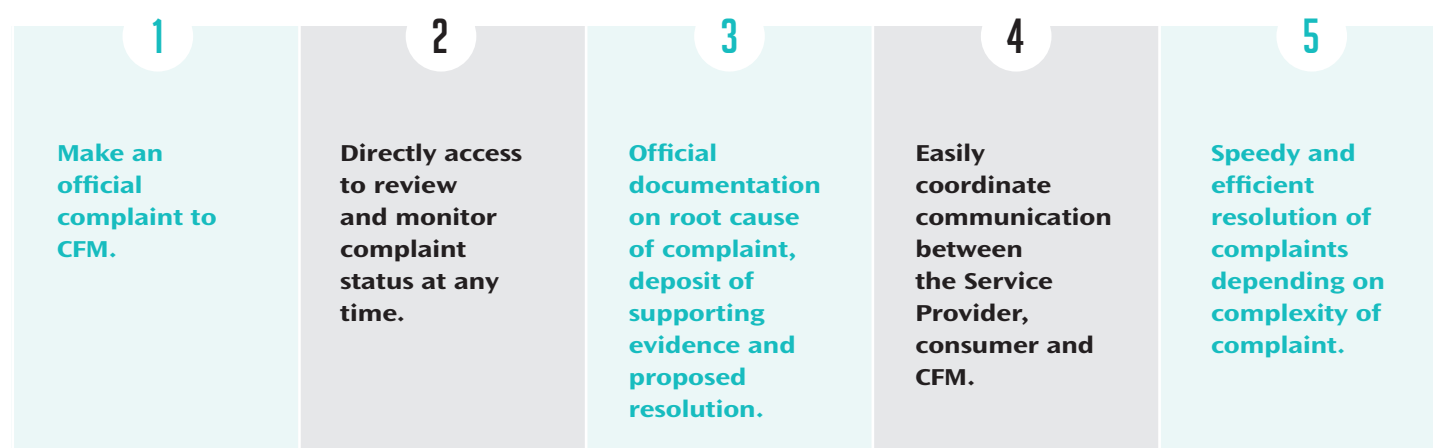 1
Make an
official
complaint to
CFM.
2
Directly access
to review
and monitor
complaint
status at any
time.
3
Official
documentation
on root cause
of complaint,
deposit of
supporting
evidence and
proposed
resolution.
4
Easily
coordinate
communication
between
the Service
Provider,
consumer and
CFM.
5
Speedy and
efficient
resolution of
complaints
depending on
complexity of
complaint.